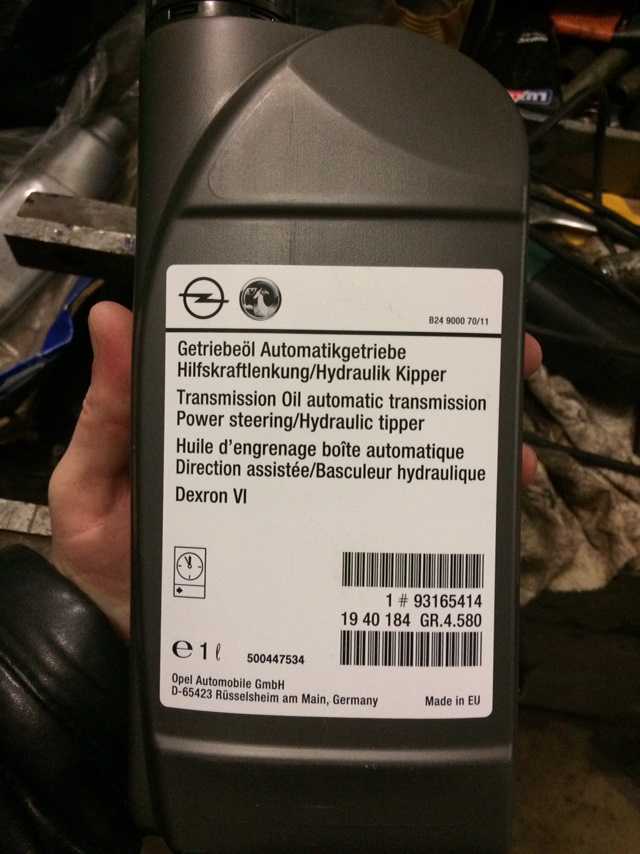 B24 9000 70/11
Getriebeöl Automatikgetriebe
Hilfskraftlenkung/Hydraulik Kipper
Transmission Oil automatic transmission
Power steering/Hydraulic tipper
Huile d'engrenage boîte automatique
Direction assistée/Basculeur hydraulique
Dexron VI
1 # 93165414
19 40 184 GR.4.580
e 1 ℓ 500447534
Opel Automobile GmbH
D-65423 Rüsselsheim am Main, Germany
Made in EU